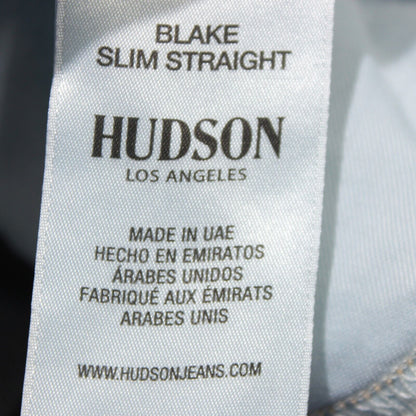 BLAKE
SLIM STRAIGHT
HUDSON
LOS ANGELES
MADE IN UAE
HECHO EN EMIRATOS
ÁRABES UNIDOS
FABRIQUÉ AUX ÉMIRATS
ARABES UNIS
WWW.HUDSONJEANS.COM